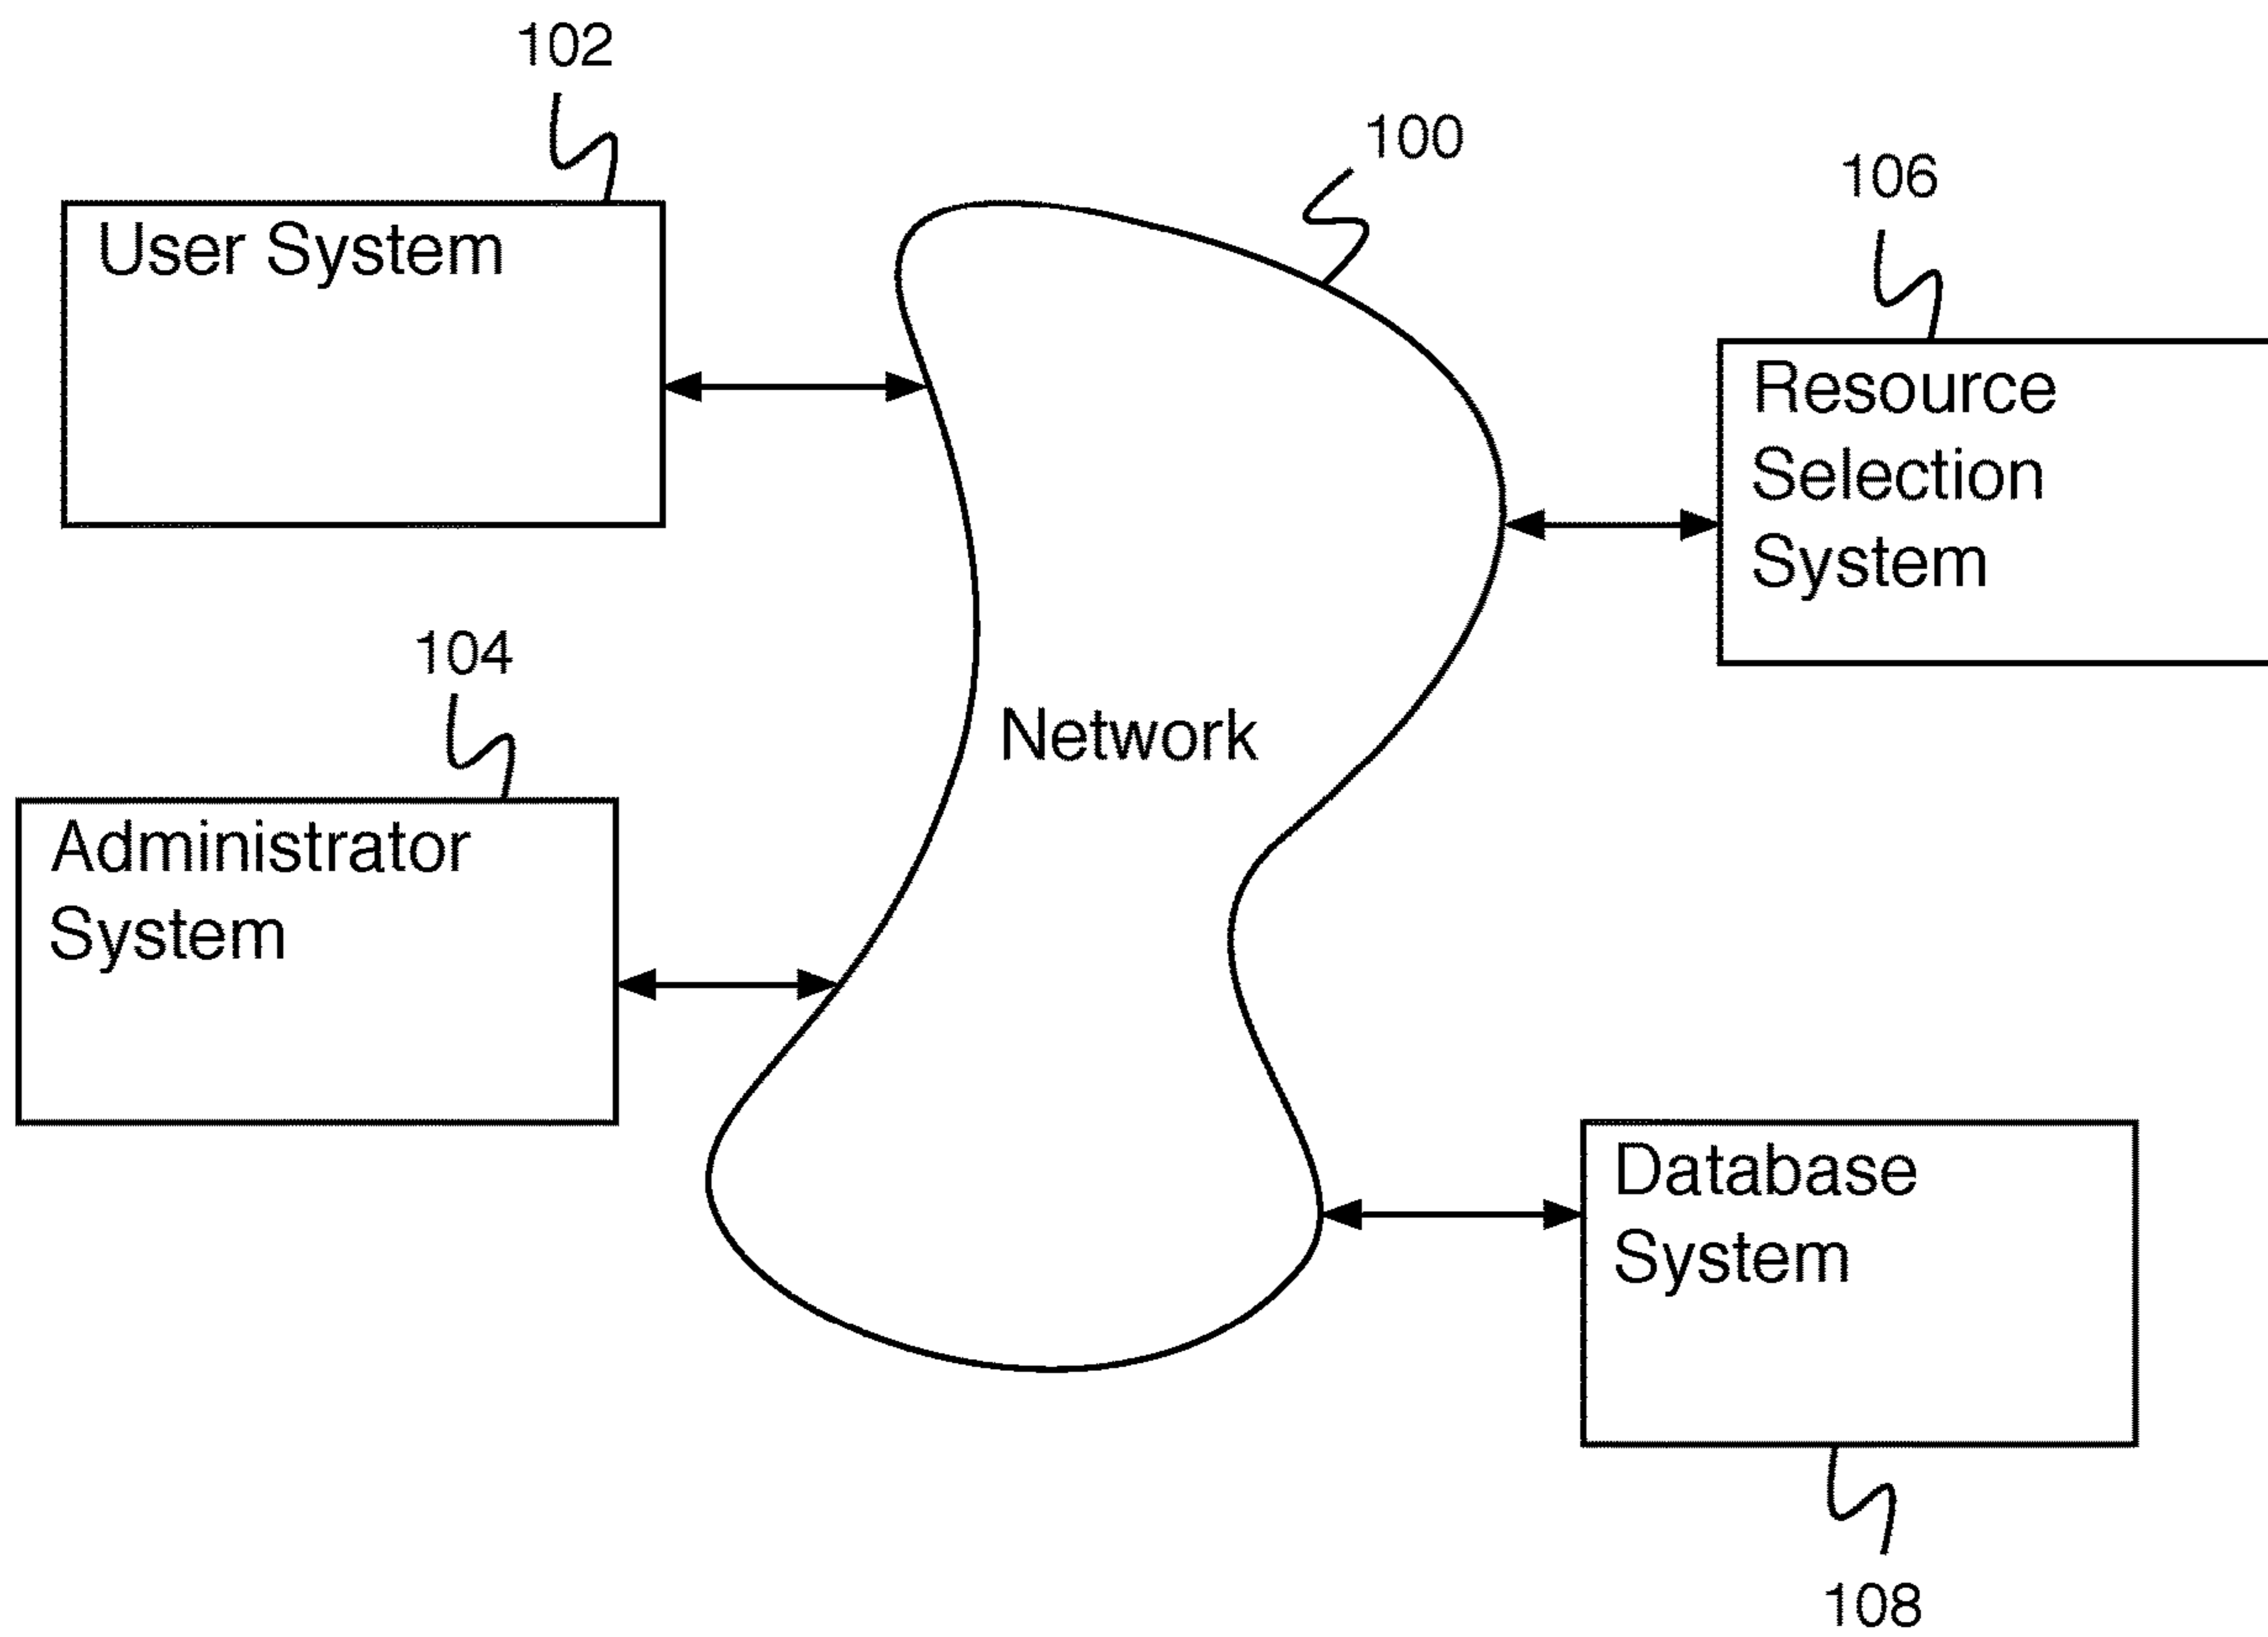 102
100
106
User System
Resource
Selection
System
104
Network
Administrator
System
Database
System
108